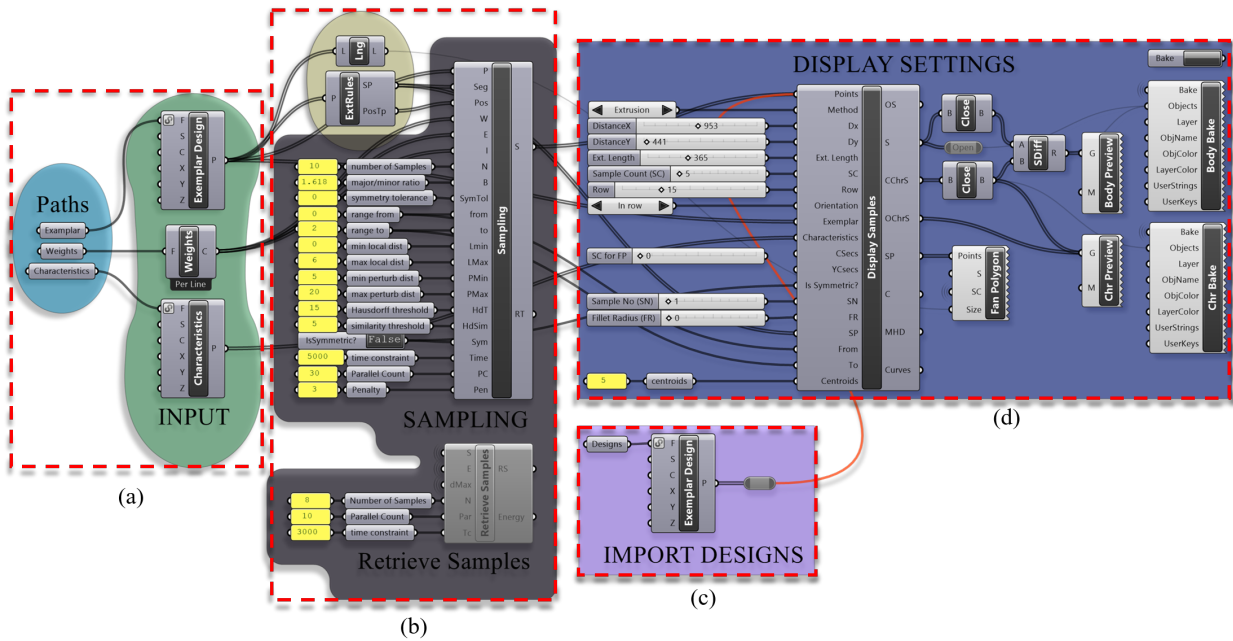 Paths
Examplar
Weights
Characteristics
F
S
C
X
Y
Z
Exemplar Design
P
F
Weights
C
Per Line
F
S
C
X
Y
Z
Characteristics
P
INPUT
(a)
L
Lng
L
P
ExtRules
SP
PosTp
10 number of Samples
1.618 major/minor ratio
0 symmetry tolerance
0 range from
2 range to
0 min local dist
6 max local dist
5 min perturb dist
20 max perturb dist
15 Hausdorff threshold
5 similarity threshold
IsSymmetric? False
5000 time constraint
30 Parallel Count
3 Penalty
P
Seg
Pos
W
E
I
N
B
SymTol
from
to
Lmin
LMax
PMin
PMax
HdT
HdSim
Sym
Time
PC
Pen
Sampling
S
RT
SAMPLING
8 Number of Samples
10 Parallel Count
3000 time constraint
S
E
dMax
N
Par
Tc
Retrieve Samples
RS
Energy
Retrieve Samples
(b)
DISPLAY SETTINGS
Extrusion
DistanceX 953
DistanceY 441
Ext. Length 365
Sample Count (SC) 5
Row 15
In row
SC for FP 0
Sample No (SN) 1
Fillet Radius (FR) 0
5 centroids
Points
Method
Dx
Dy
Ext. Length
SC
Row
Orientation
Exemplar
Characteristics
CSecs
YCsecs
Is Symmetric?
SN
FR
SP
From
To
Centroids
Display Samples
OS
S
CChrS
OChrS
SP
C
MHD
Curves
B
Close
B
Open
B
Close
B
A
B
SDiff
R
G
M
Body Preview
G
M
Chr Preview
Points
S
SC
Size
Fan Polygon
Bake
Bake
Objects
Layer
ObjName
ObjColor
LayerColor
UserStrings
UserKeys
Body Bake
Bake
Objects
Layer
ObjName
ObjColor
LayerColor
UserStrings
UserKeys
Chr Bake
(d)
Designs
F
S
C
X
Y
Z
Exemplar Design
P
IMPORT DESIGNS
(c)